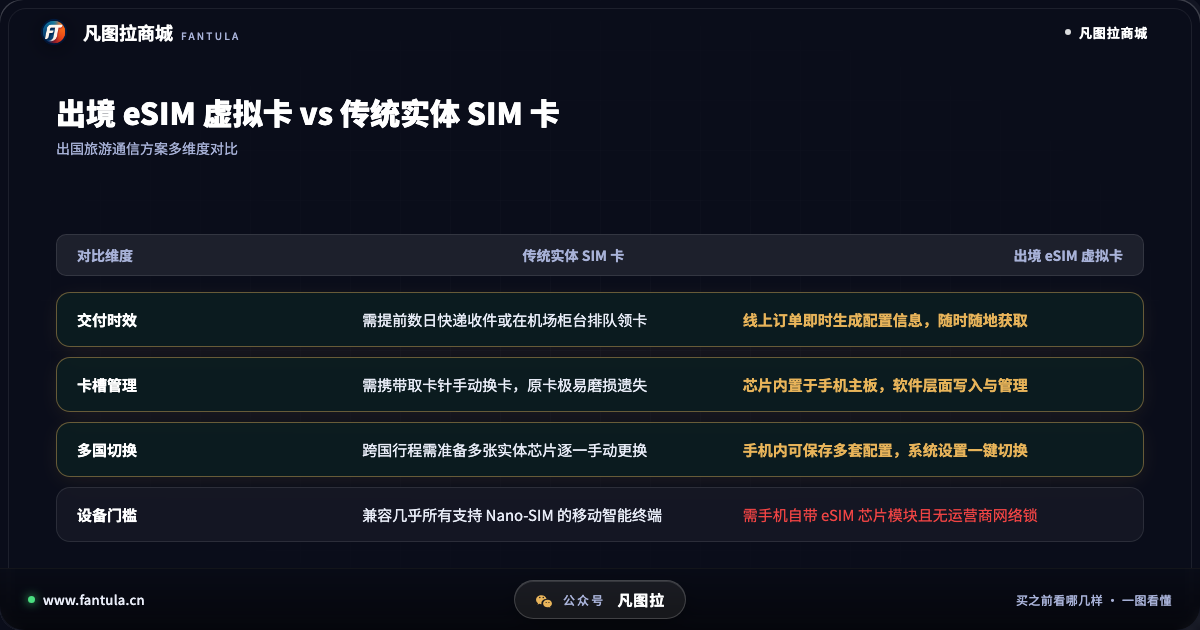 FT 凡图拉商城 FANTULA
凡图拉商城
出境 eSIM 虚拟卡 vs 传统实体 SIM 卡
出国旅游通信方案多维度对比
对比维度 传统实体 SIM 卡 出境 eSIM 虚拟卡
交付时效 需提前数日快递收件或在机场柜台排队领卡 线上订单即时生成配置信息，随时随地获取
卡槽管理 需携带取卡针手动换卡，原卡极易磨损遗失 芯片内置于手机主板，软件层面写入与管理
多国切换 跨国行程需准备多张实体芯片逐一手动更换 手机内可保存多套配置，系统设置一键切换
设备门槛 兼容几乎所有支持 Nano-SIM 的移动智能终端 需手机自带 eSIM 芯片模块且无运营商网络锁
www.fantula.cn 公众号 凡图拉 买之前看哪几样 · 一图看懂